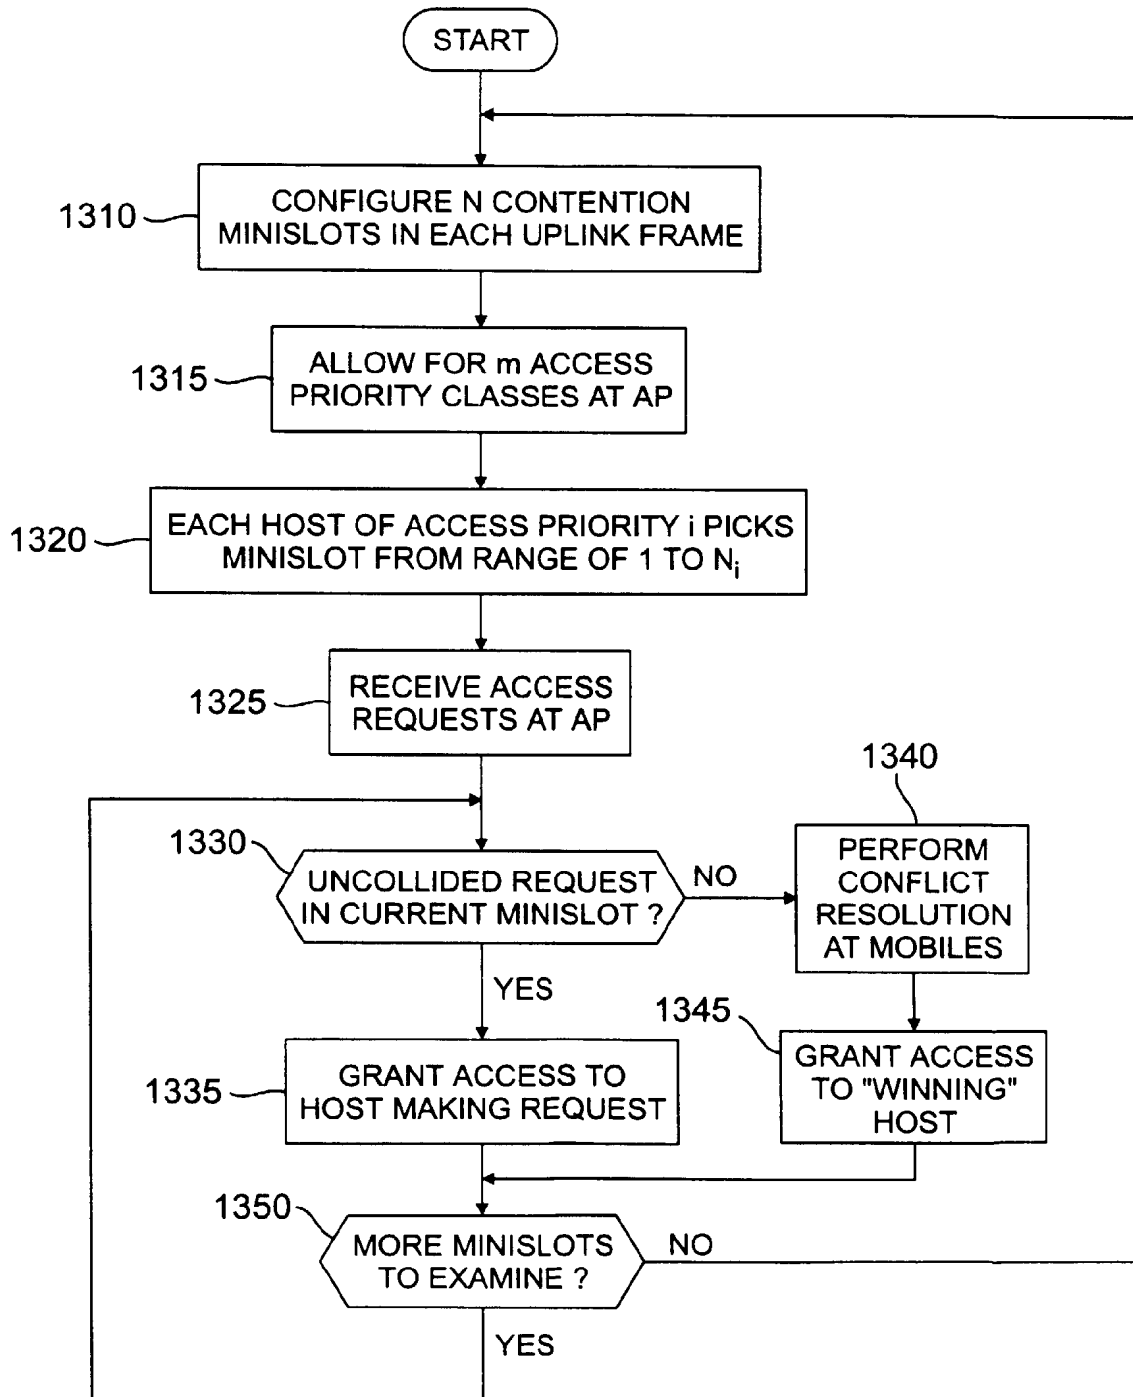 START
CONFIGURE N CONTENTION
MINISLOTS IN EACH UPLINK FRAME
1310
ALLOW FOR m ACCESS
PRIORITY CLASSES AT AP
1315
EACH HOST OF ACCESS PRIORITY i PICKS
MINISLOT FROM RANGE OF 1 TO Ni
1320
RECEIVE ACCESS
REQUESTS AT AP
1325
1330
UNCOLLIDED REQUEST
IN CURRENT MINISLOT ?
NO
YES
1340
PERFORM
CONFLICT
RESOLUTION
AT MOBILES
1335
GRANT ACCESS TO
HOST MAKING REQUEST
1345
GRANT ACCESS
TO "WINNING"
HOST
1350
MORE MINISLOTS
TO EXAMINE ?
NO
YES